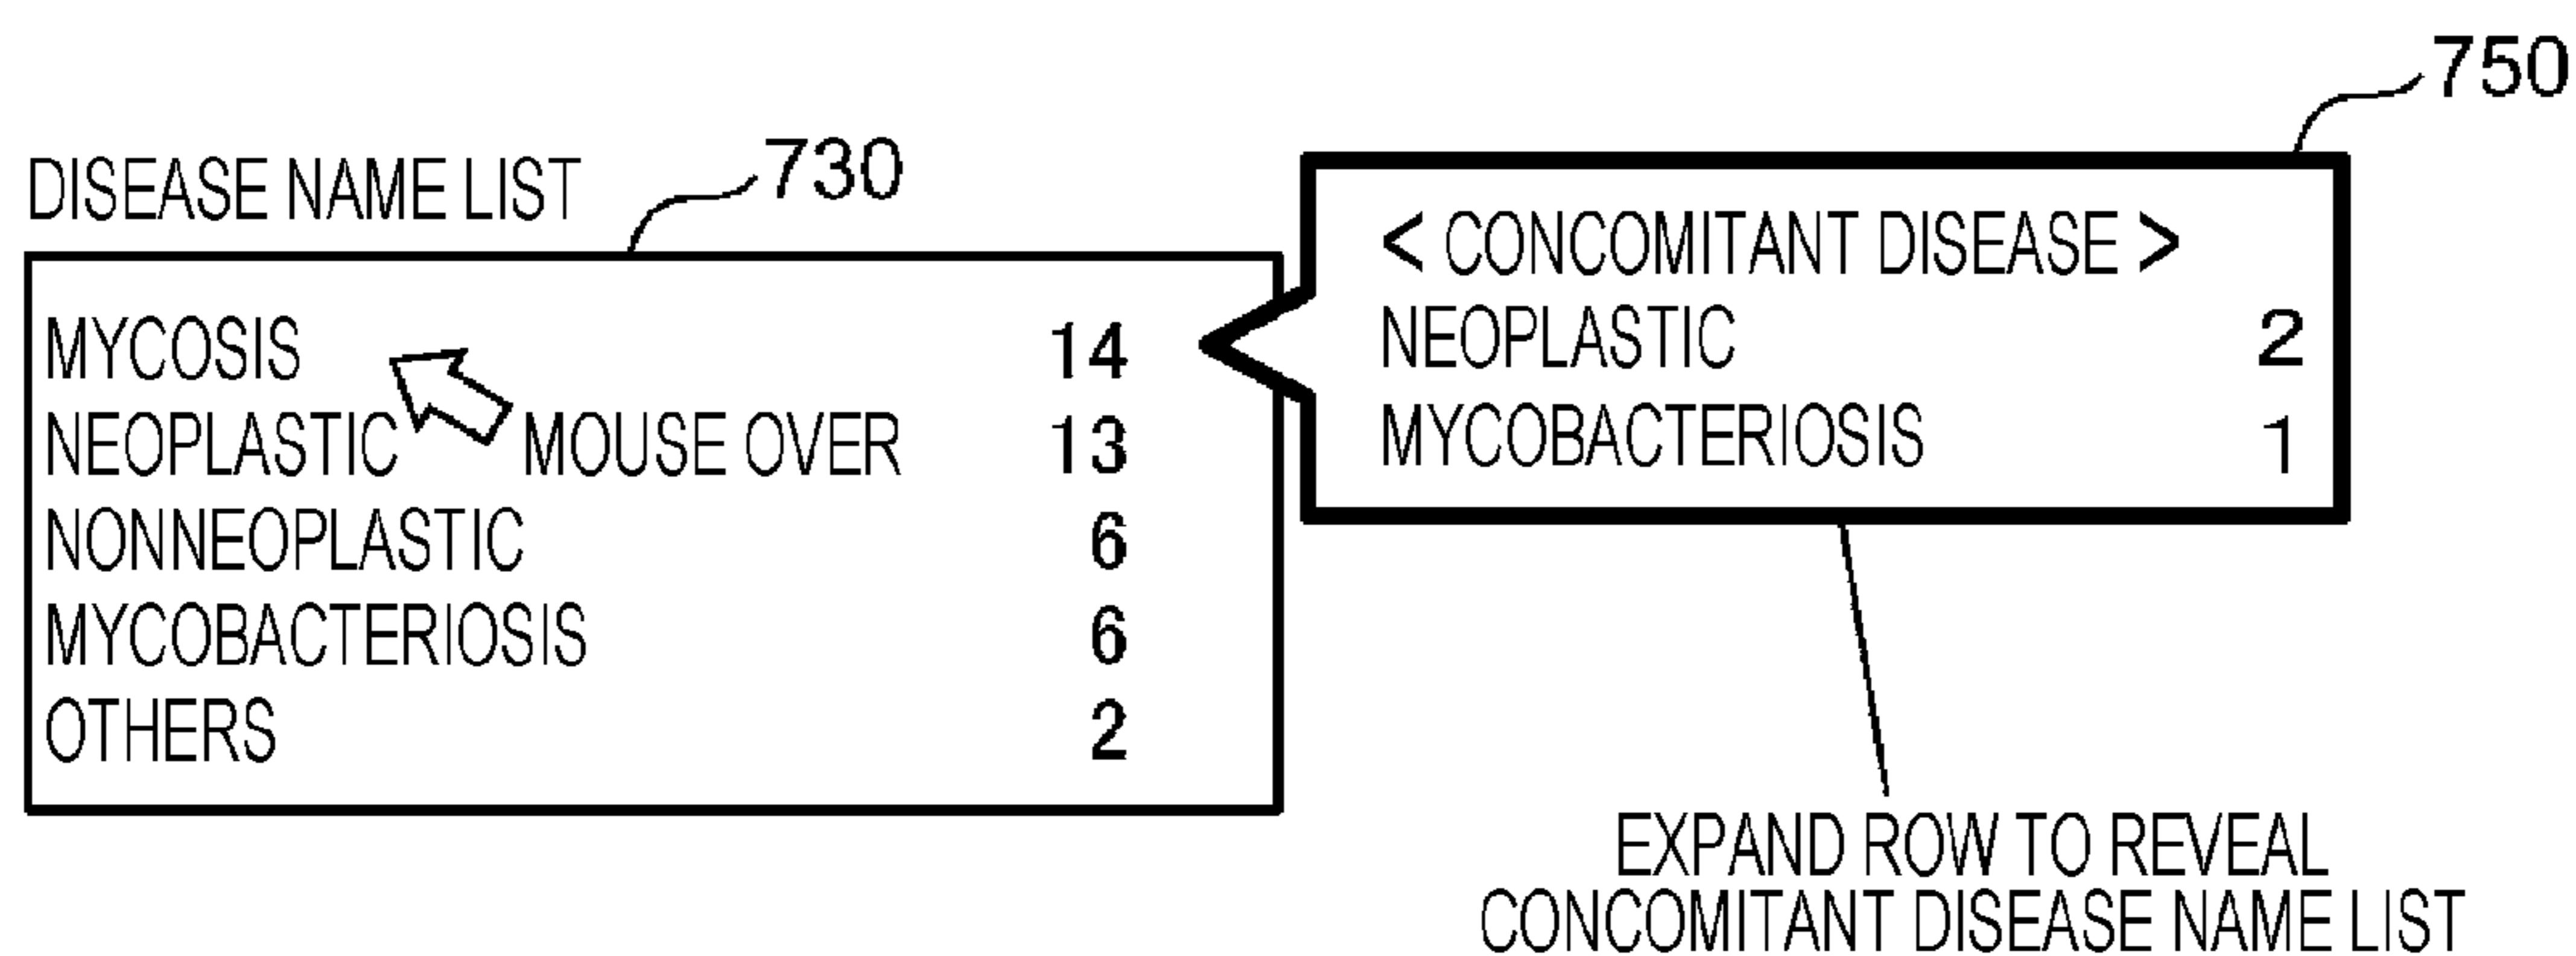 750
730
DISEASE NAME LIST
MYCOSIS 14
NEOPLASTIC MOUSE OVER 13
NONNEOPLASTIC 6
MYCOBACTERIOSIS 6
OTHERS 2
< CONCOMITANT DISEASE >
NEOPLASTIC 2
MYCOBACTERIOSIS 1
EXPAND ROW TO REVEAL
CONCOMITANT DISEASE NAME LIST